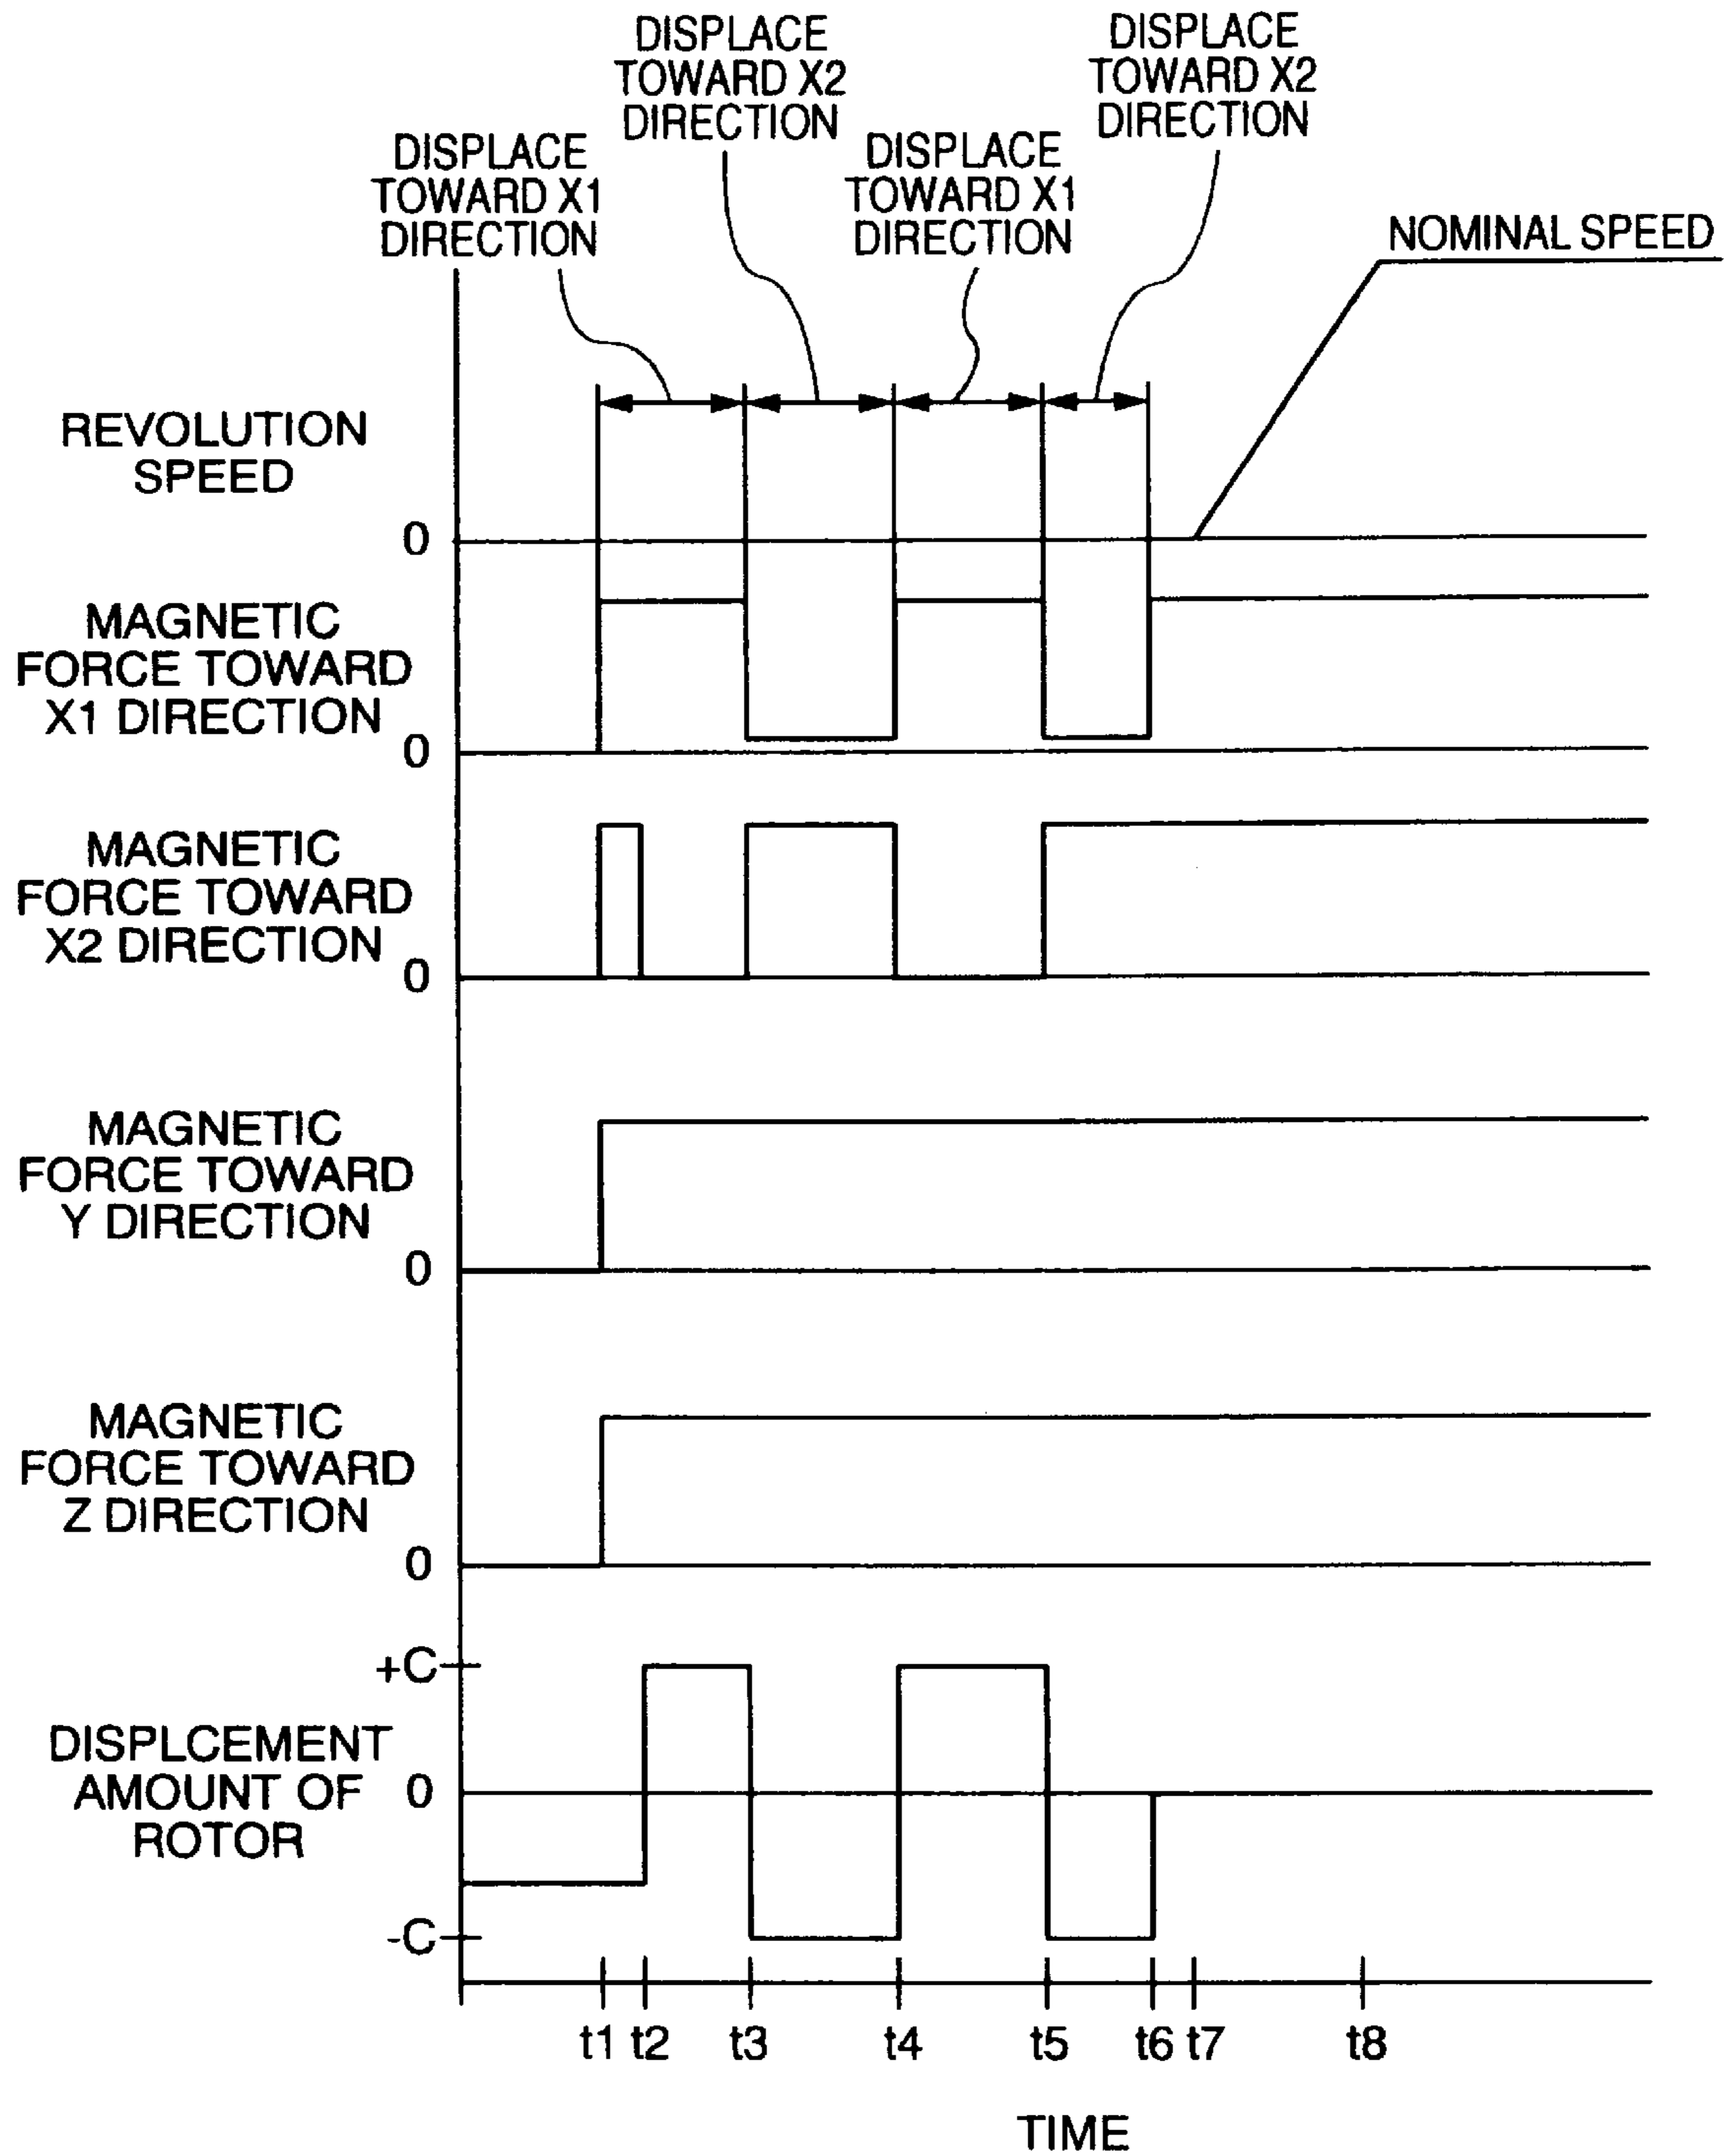 DISPLACE
TOWARD X2
DIRECTION
DISPLACE
TOWARD X2
DIRECTION
DISPLACE
TOWARD X1
DIRECTION
DISPLACE
TOWARD X1
DIRECTION
NOMINAL SPEED
REVOLUTION
SPEED
0
MAGNETIC
FORCE TOWARD
X1 DIRECTION
0
MAGNETIC
FORCE TOWARD
X2 DIRECTION
0
MAGNETIC
FORCE TOWARD
Y DIRECTION
0
MAGNETIC
FORCE TOWARD
Z DIRECTION
0
+C
DISPLCEMENT
AMOUNT OF
ROTOR
0
-C
t1 t2 t3 t4 t5 t6 t7 t8
TIME